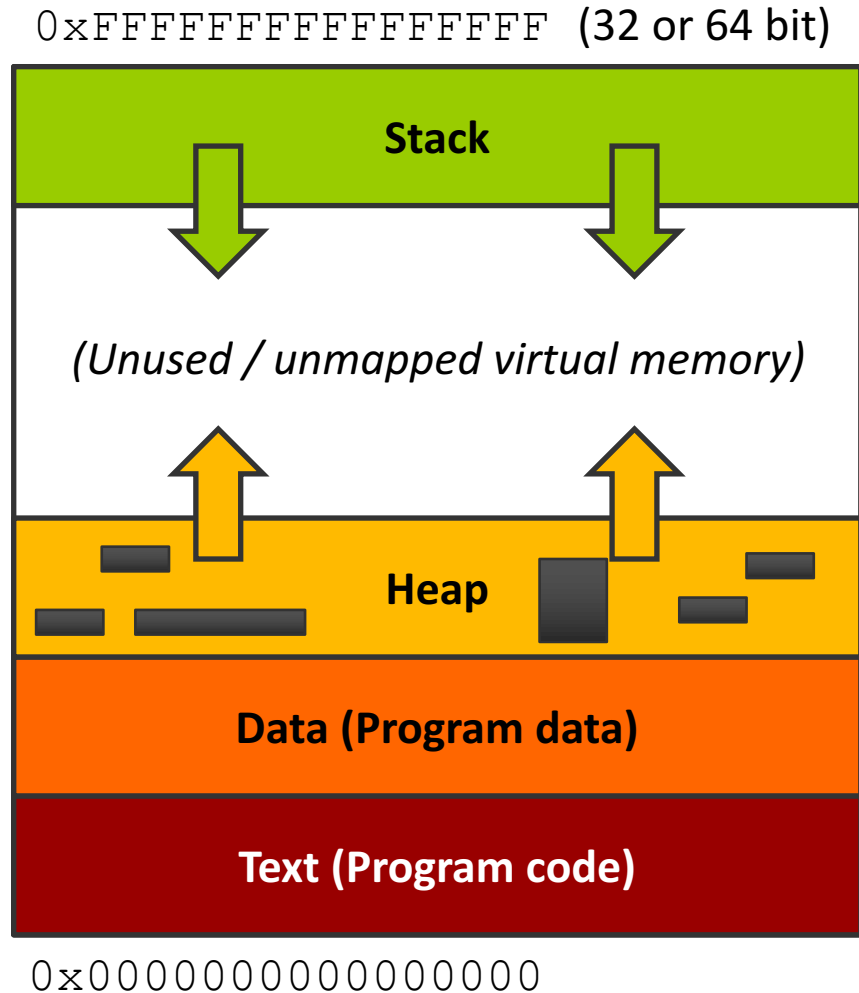 0xFFFFFFFFFFFFFFFF (32 or 64 bit)
Stack
(Unused / unmapped virtual memory)
Heap
Data (Program data)
Text (Program code)
0x0000000000000000